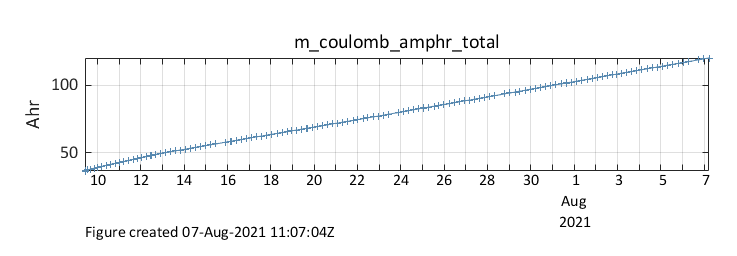 m_coulomb_amphr_total
Ahr
100
50
10 12 14 16 18 20 22 24 26 28 30 1 3 5 7
Aug
2021
Figure created 07-Aug-2021 11:07:04Z